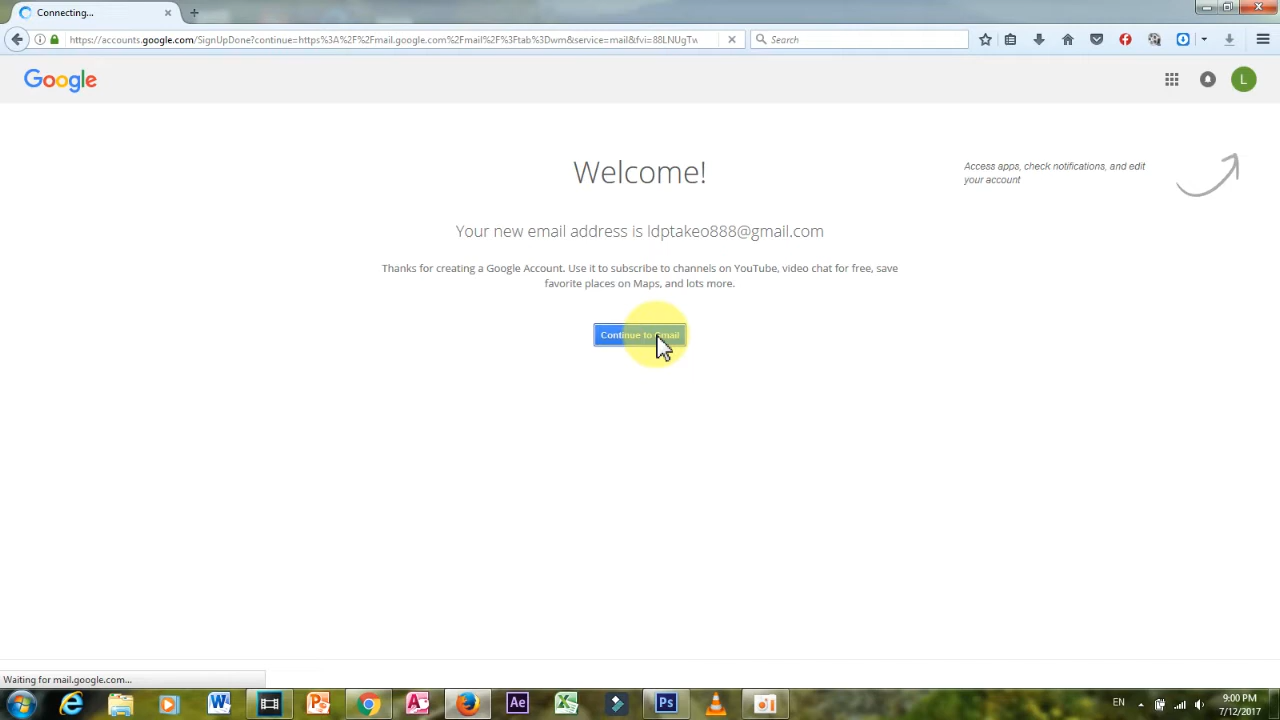 Connecting...
https://accounts.google.com/SignUpDone?continue=https%3A%2F%2Fmail.google.com%2Fmail%2F%3Ftab%3Dwm&service=mail&fvi=88LNUgTw
Search
Google
L
Welcome!
Access apps, check notifications, and edit
your account
Your new email address is ldptakeo888@gmail.com
Thanks for creating a Google Account. Use it to subscribe to channels on YouTube, video chat for free, save
favorite places on Maps, and lots more.
Continue to Gmail
Waiting for mail.google.com...
Ae
Ps
EN
9:00 PM
7/12/2017